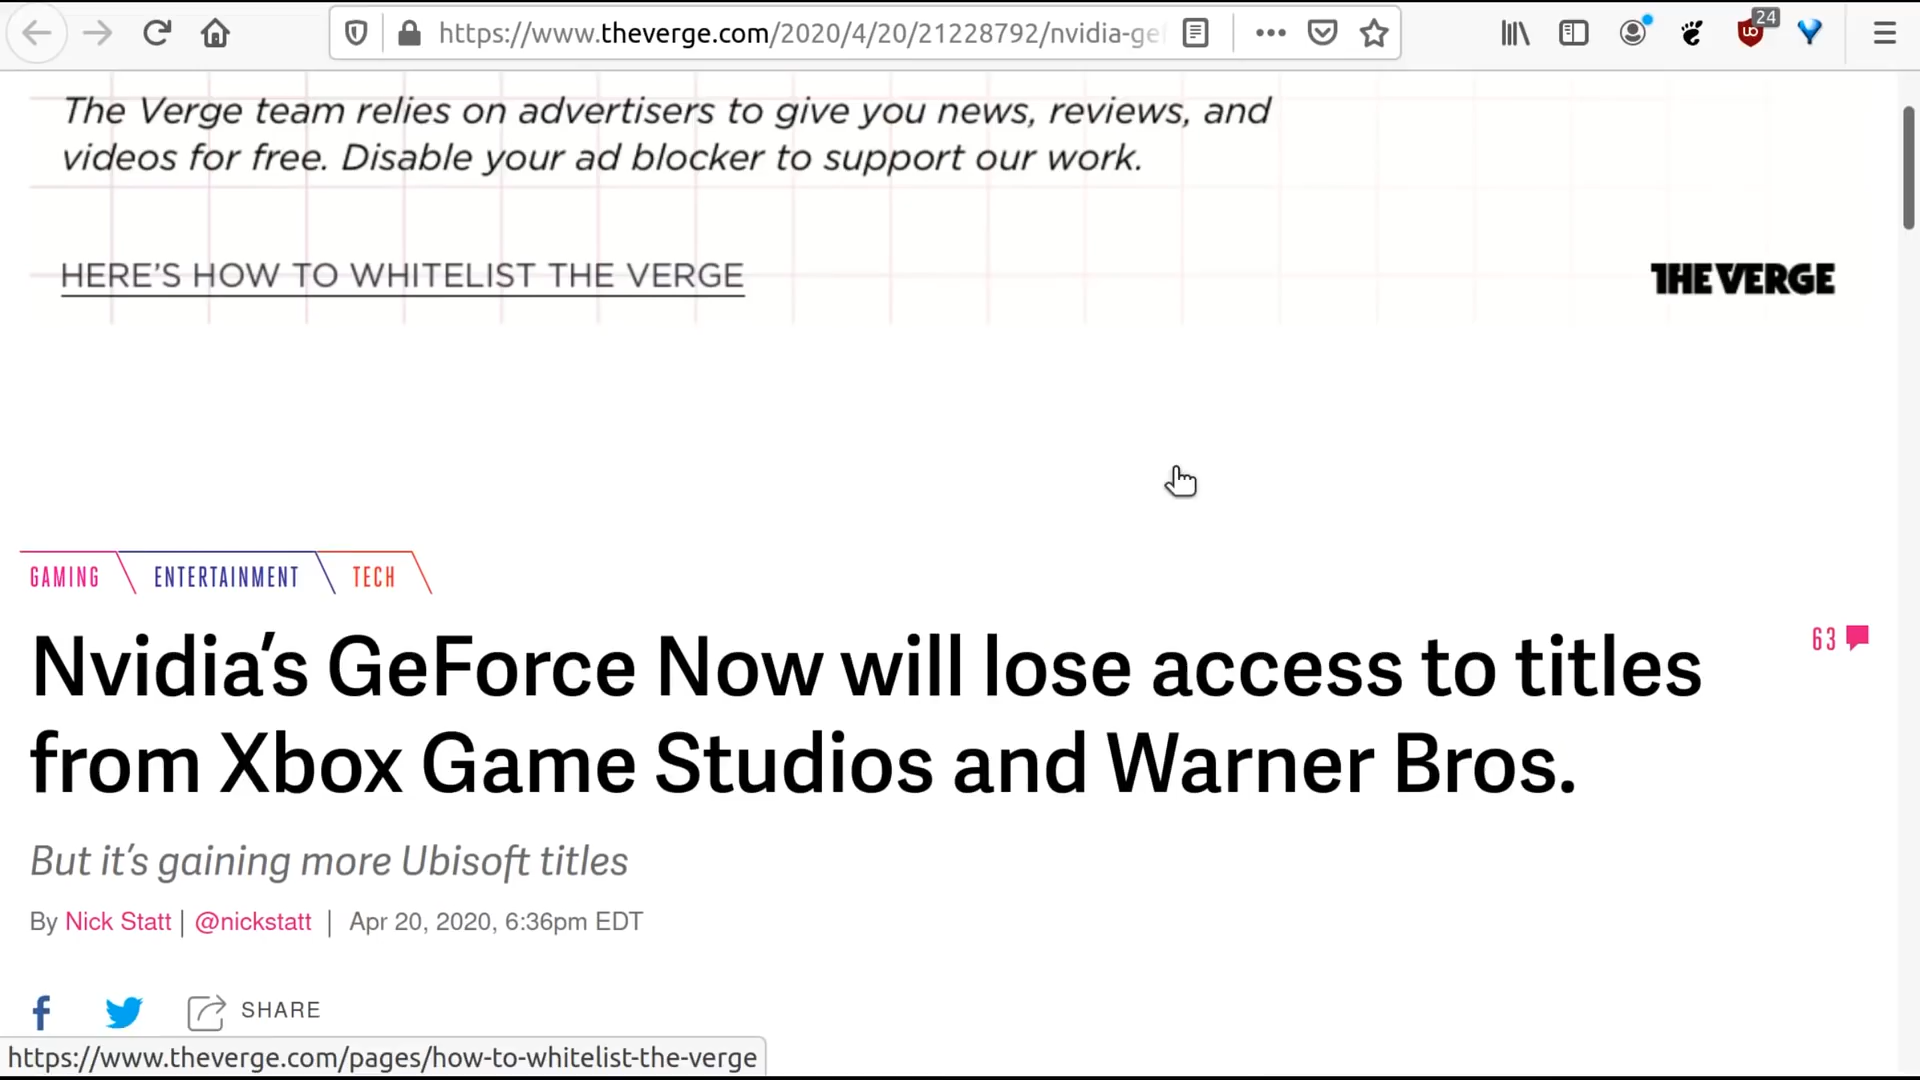 https://www.theverge.com/2020/4/20/21228792/nvidia-ge
24
The Verge team relies on advertisers to give you news, reviews, and
videos for free. Disable your ad blocker to support our work.
HERE'S HOW TO WHITELIST THE VERGE
THE VERGE
GAMING ENTERTAINMENT TECH
Nvidia's GeForce Now will lose access to titles
from Xbox Game Studios and Warner Bros.
63
But it's gaining more Ubisoft titles
By Nick Statt | @nickstatt | Apr 20, 2020, 6:36pm EDT
f SHARE
https://www.theverge.com/pages/how-to-whitelist-the-verge